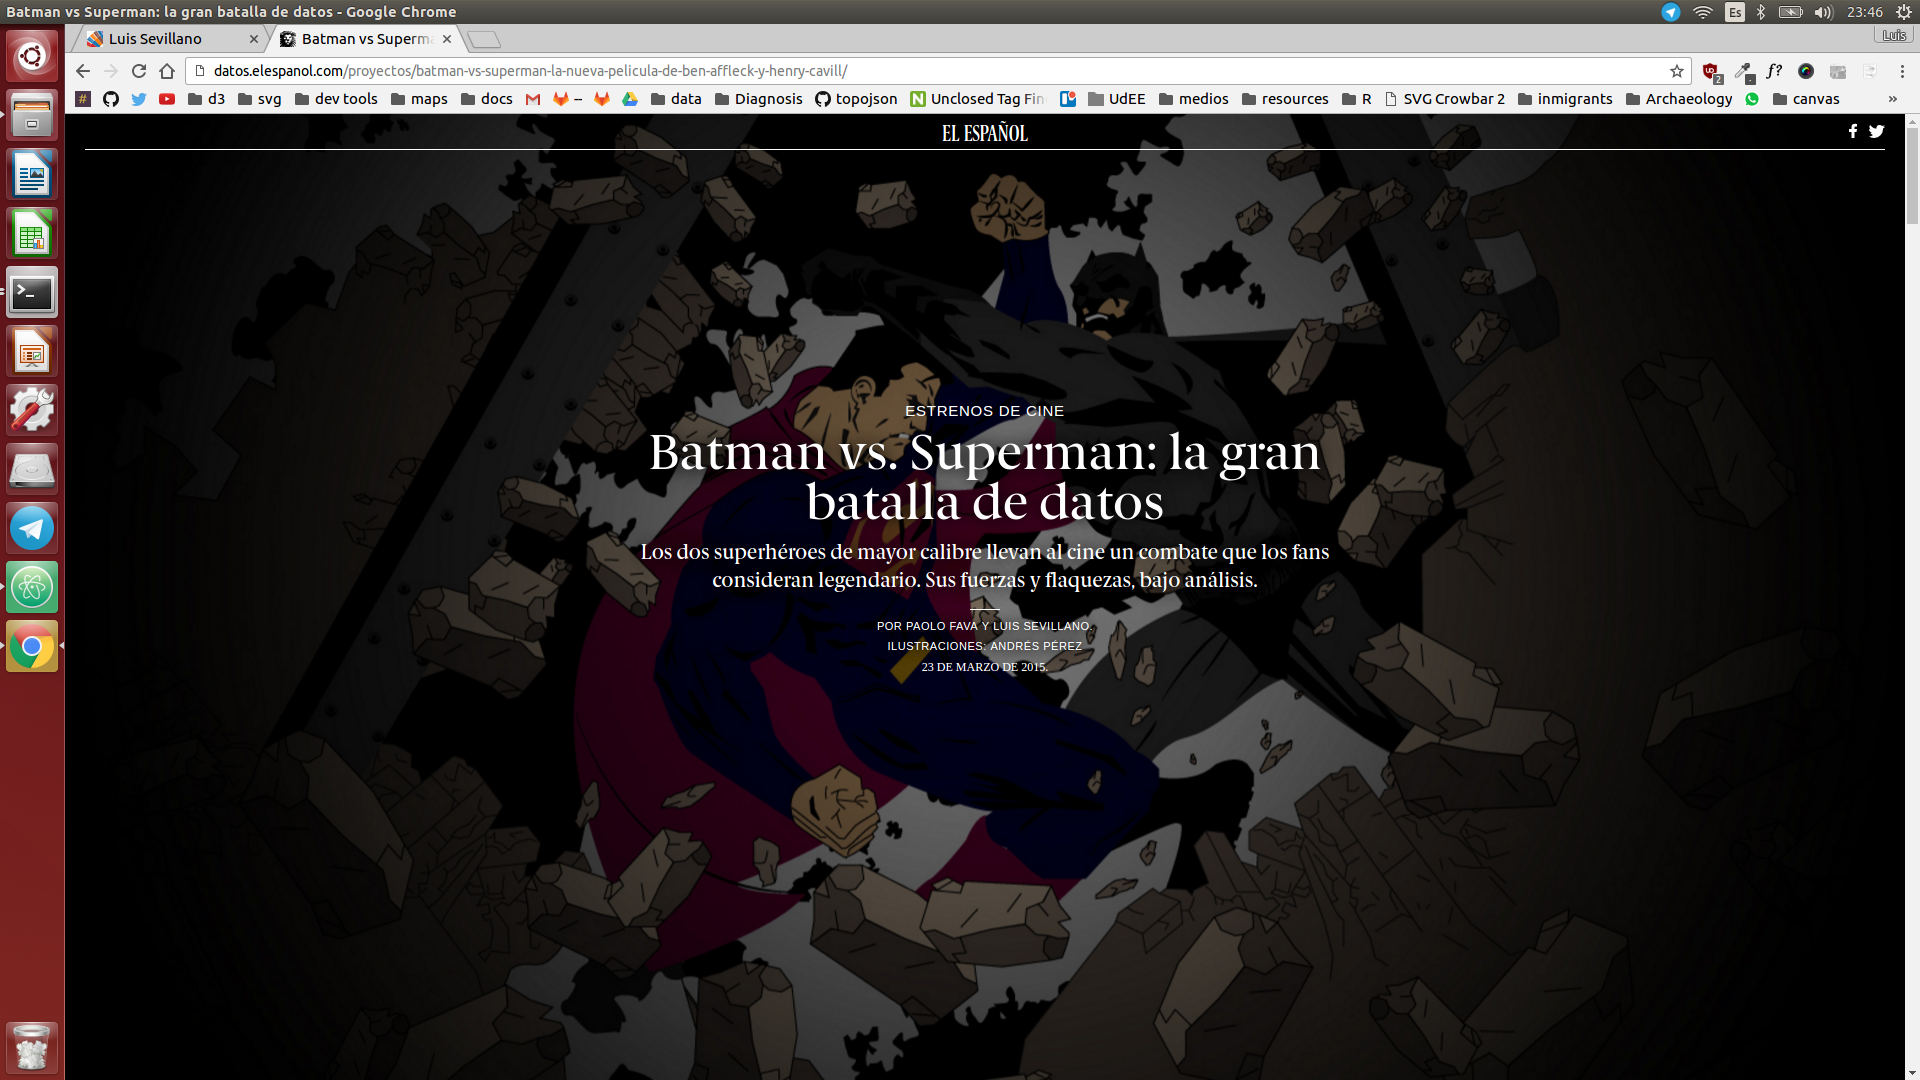 Batman vs Superman: la gran batalla de datos - Google Chrome
Es
23:46
Luis Sevillano
Batman vs Superma
Luis
datos.elespanol.com/proyectos/batman-vs-superman-la-nueva-pelicula-de-ben-affleck-y-henry-cavill/
2
f?
#
d3
svg
dev tools
maps
docs
--
data
Diagnosis
topojson
Unclosed Tag Fin
UdEE
medios
resources
R
SVG Crowbar 2
inmigrants
Archaeology
canvas
»
EL ESPAÑOL
ESTRENOS DE CINE
Batman vs. Superman: la gran
batalla de datos
Los dos superhéroes de mayor calibre llevan al cine un combate que los fans
consideran legendario. Sus fuerzas y flaquezas, bajo análisis.
POR PAOLO FAVA Y LUIS SEVILLANO.
ILUSTRACIONES: ANDRÉS PÉREZ
23 DE MARZO DE 2015.